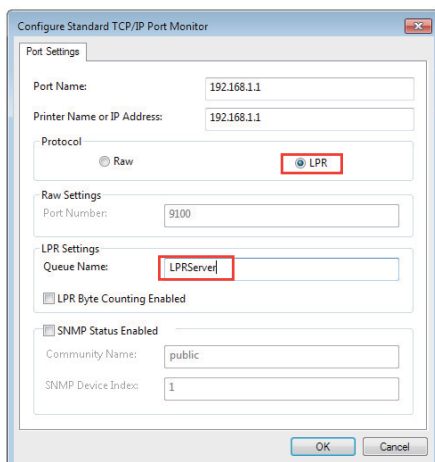 Configure Standard TCP/IP Port Monitor
Port Settings
Port Name: 192.168.1.1
Printer Name or IP Address: 192.168.1.1
Protocol
Raw LPR
Raw Settings
Port Number: 9100
LPR Settings
Queue Name: LPRServer
LPR Byte Counting Enabled
SNMP Status Enabled
Community Name: public
SNMP Device Index: 1
OK Cancel